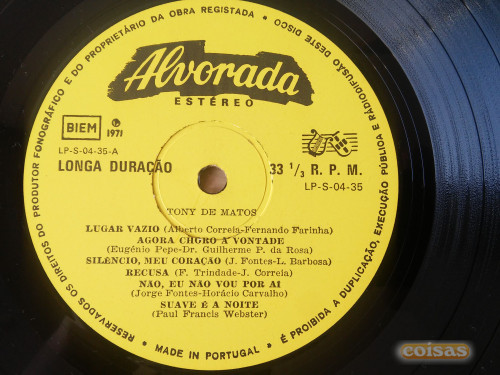 RESERVADOS OS DIREITOS DO PRODUTOR FONOGRÁFICO E DO PROPRIETÁRIO DA OBRA REGISTADA • É PROIBIDA A DUPLICAÇÃO, EXECUÇÃO PÚBLICA E RÁDIODIFUSÃO DESTE DISCO
Alvorada
ESTÉREO
BIEM
Ⓟ 1971
LP-S-04-35-A
LONGA DURAÇÃO
33 1/3 R. P. M.
LP-S-04-35
TONY DE MATOS
LUGAR VAZIO (Alberto Correia-Fernando Farinha)
AGORA CHORO À VONTADE
(Eugénio Pepe-Dr. Guilherme P. da Rosa)
SILÊNCIO, MEU CORAÇÃO (J. Fontes-L. Barbosa)
RECUSA (F. Trindade-J. Correia)
NÃO, EU NÃO VOU POR AI
(Jorge Fontes-Horácio Carvalho)
SUAVE É A NOITE
(Paul Francis Webster)
• MADE IN PORTUGAL •
coisas